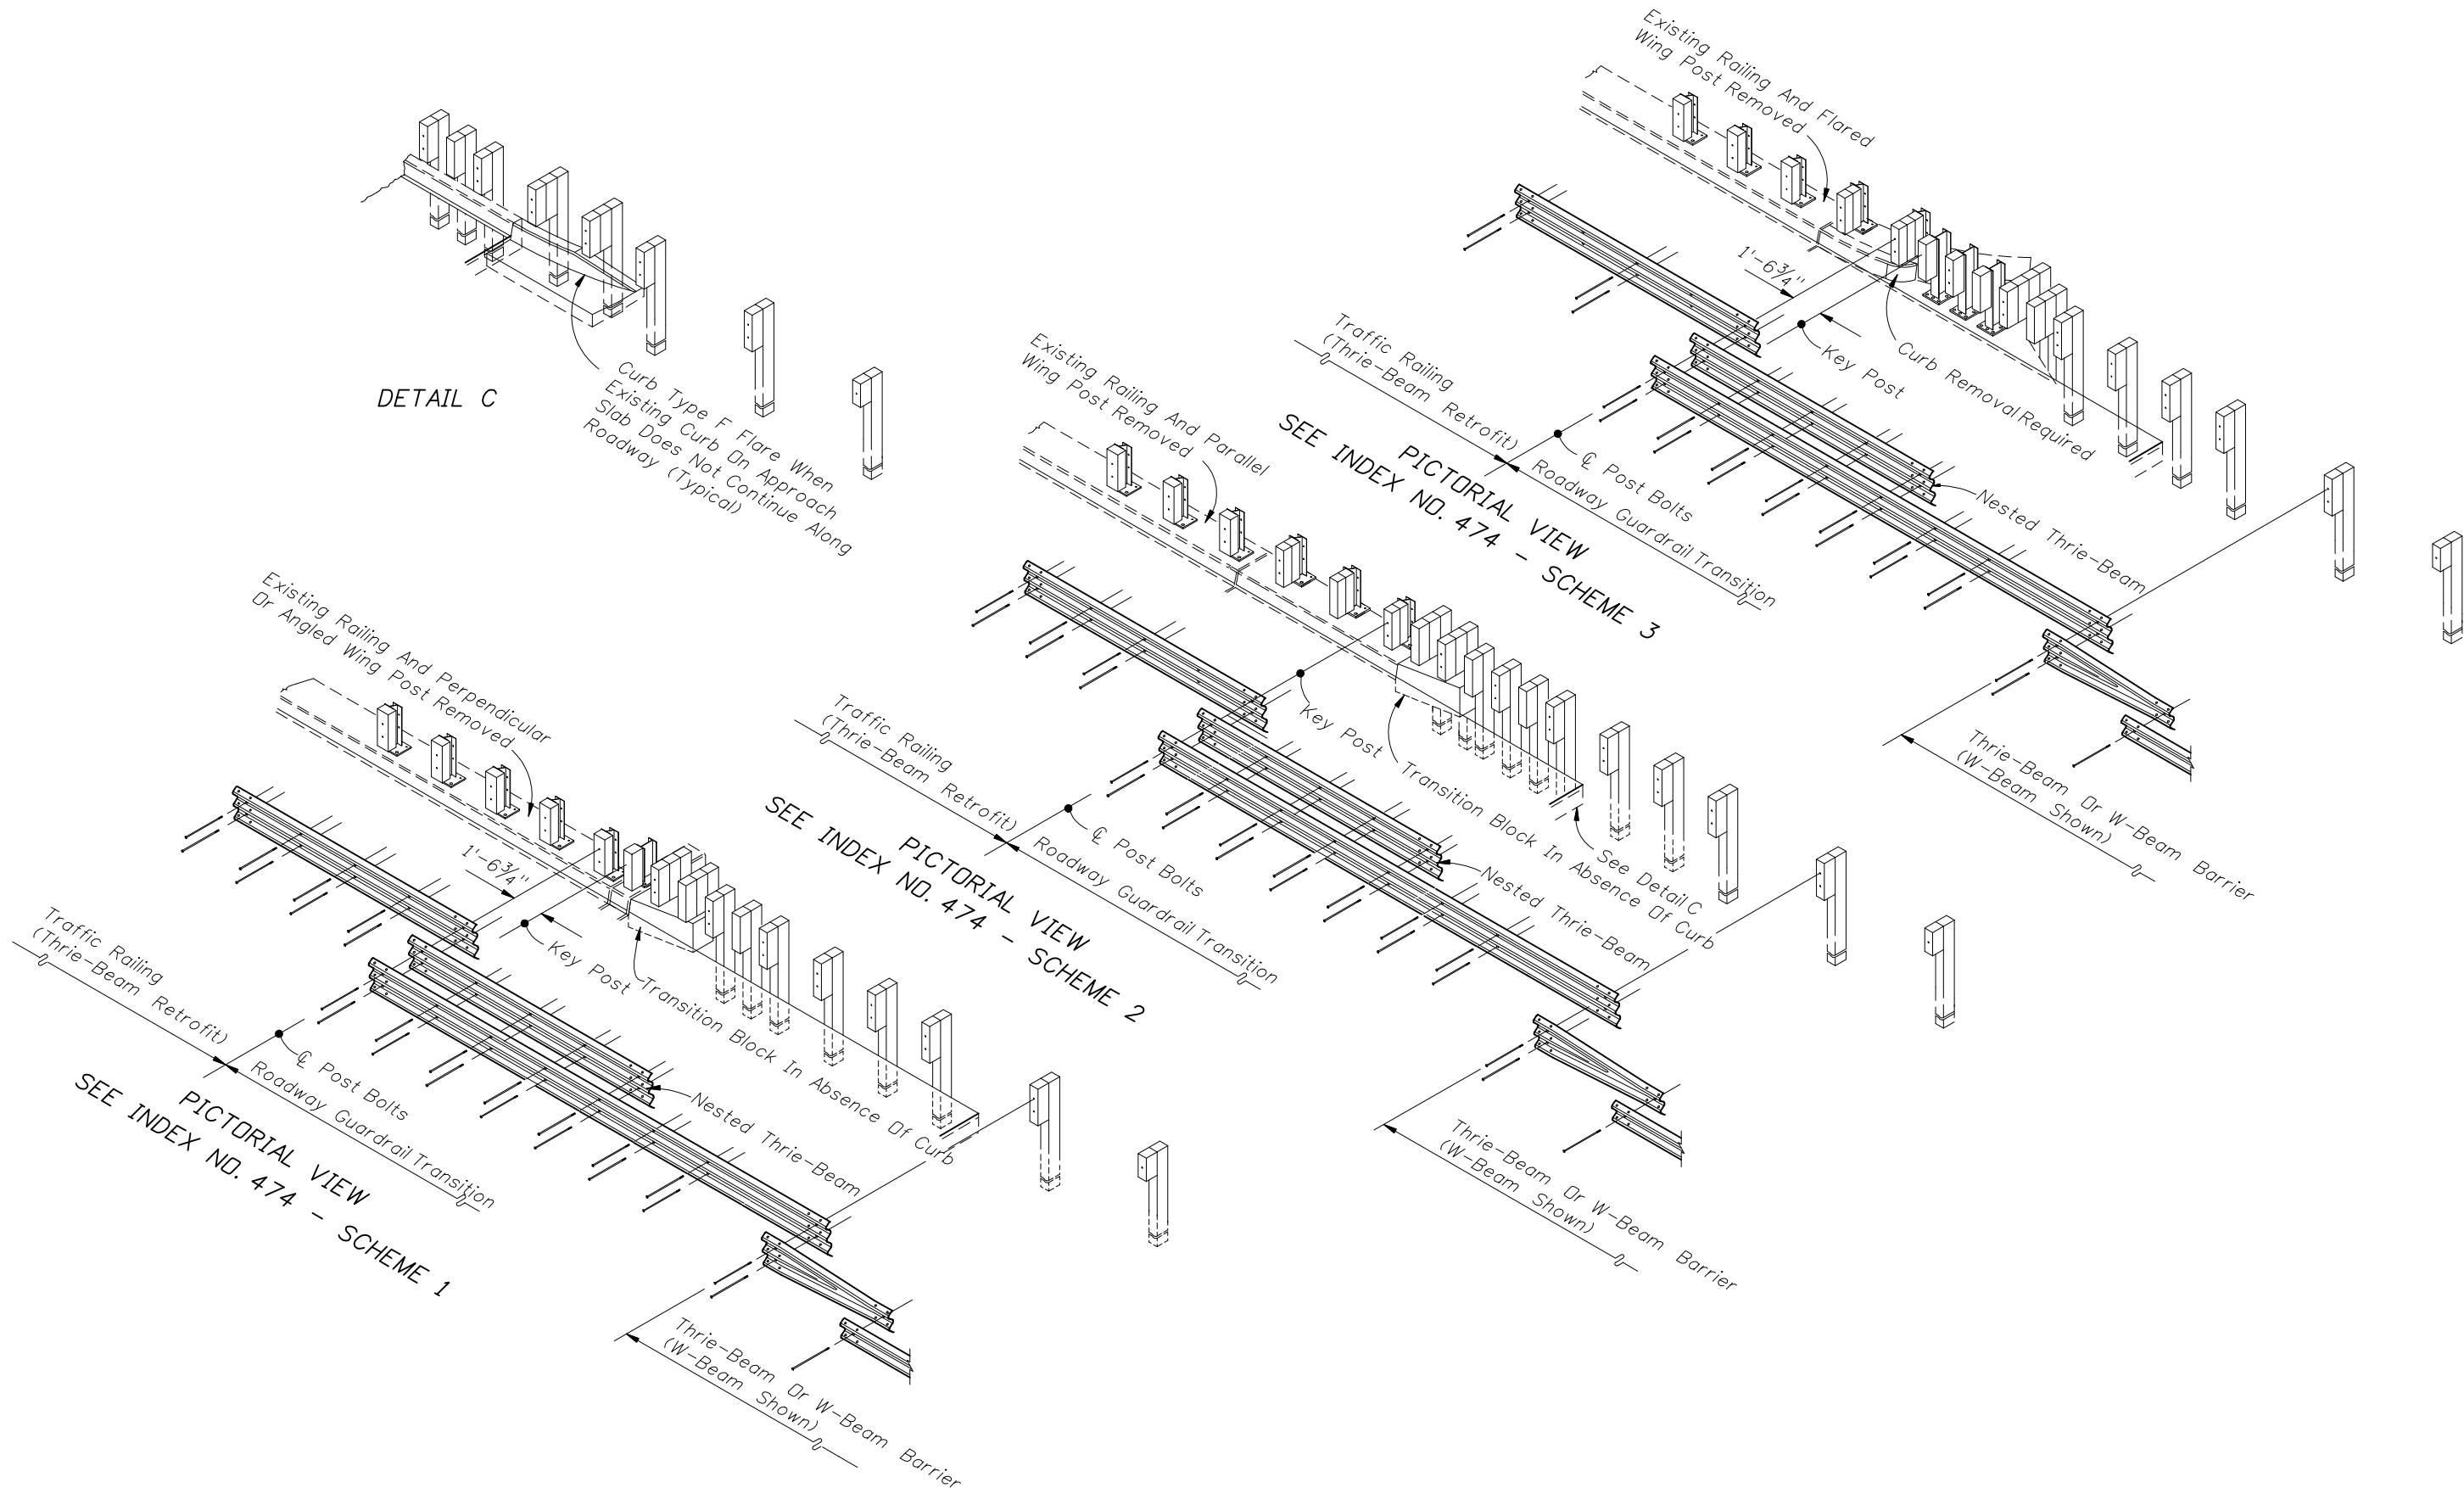 DETAIL C
Curb Type F Flare When
Existing Curb On Approach
Slab Does Not Continue Along
Roadway (Typical)
Existing Railing And Flared
Wing Post Removed
1'-6¾"
Key Post
Curb Removal Required
Traffic Railing
(Thrie-Beam Retrofit)
℄ Post Bolts
Roadway Guardrail Transition
Nested Thrie-Beam
PICTORIAL VIEW
SEE INDEX NO. 474 - SCHEME 3
Thrie-Beam Or W-Beam Barrier
(W-Beam Shown)
Existing Railing And Parallel
Wing Post Removed
Key Post
Transition Block In Absence Of Curb
See Detail C
Traffic Railing
(Thrie-Beam Retrofit)
℄ Post Bolts
Roadway Guardrail Transition
Nested Thrie-Beam
PICTORIAL VIEW
SEE INDEX NO. 474 - SCHEME 2
Thrie-Beam Or W-Beam Barrier
(W-Beam Shown)
Existing Railing And Perpendicular
Or Angled Wing Post Removed
1'-6¾"
Key Post
Transition Block In Absence Of Curb
Traffic Railing
(Thrie-Beam Retrofit)
℄ Post Bolts
Roadway Guardrail Transition
Nested Thrie-Beam
PICTORIAL VIEW
SEE INDEX NO. 474 - SCHEME 1
Thrie-Beam Or W-Beam Barrier
(W-Beam Shown)